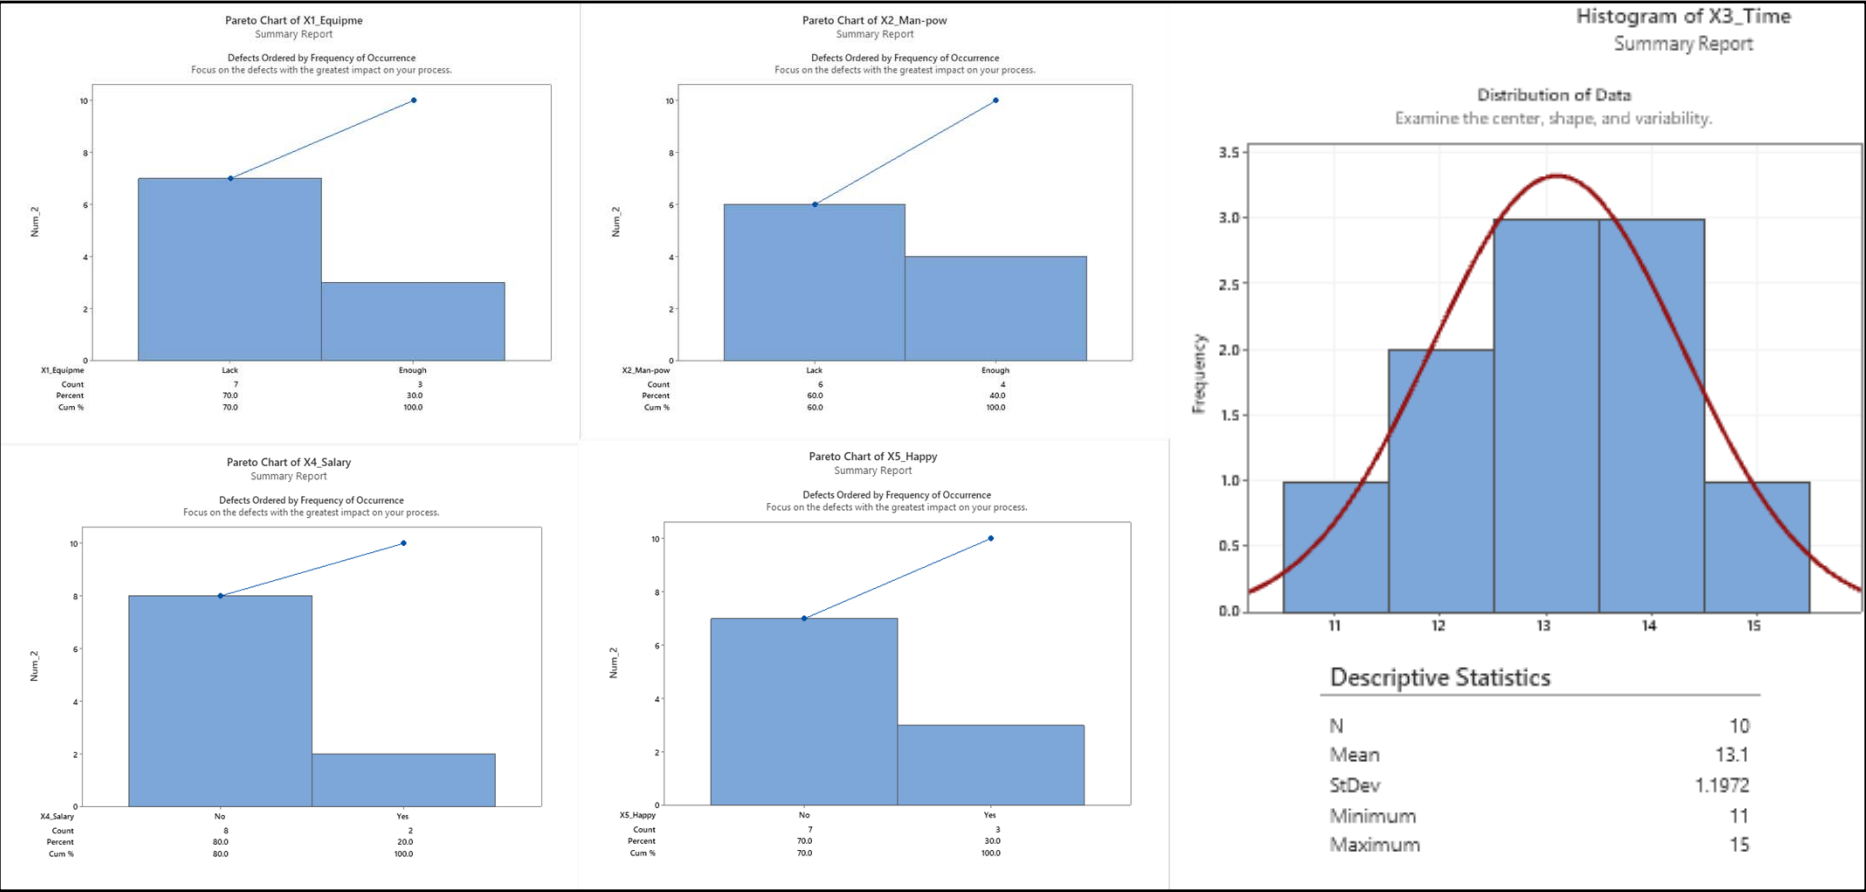 Pareto Chart of X1_Equipme
Summary Report
Defects Ordered by Frequency of Occurrence
Focus on the defects with the greatest impact on your process.
10
8
6
4
2
0
Num_2
X1_Equipme Lack Enough
Count 7 3
Percent 70.0 30.0
Cum % 70.0 100.0
Pareto Chart of X2_Man-pow
Summary Report
Defects Ordered by Frequency of Occurrence
Focus on the defects with the greatest impact on your process.
10
8
6
4
2
0
Num_2
X2_Man-pow Lack Enough
Count 6 4
Percent 60.0 40.0
Cum % 60.0 100.0
Histogram of X3_Time
Summary Report
Distribution of Data
Examine the center, shape, and variability.
3.5
3.0
2.5
2.0
1.5
1.0
0.5
0.0
Frequency
11 12 13 14 15
Descriptive Statistics
N 10
Mean 13.1
StDev 1.1972
Minimum 11
Maximum 15
Pareto Chart of X4_Salary
Summary Report
Defects Ordered by Frequency of Occurrence
Focus on the defects with the greatest impact on your process.
10
8
6
4
2
0
Num_2
X4_Salary No Yes
Count 8 2
Percent 80.0 20.0
Cum % 80.0 100.0
Pareto Chart of X5_Happy
Summary Report
Defects Ordered by Frequency of Occurrence
Focus on the defects with the greatest impact on your process.
10
8
6
4
2
0
Num_2
X5_Happy No Yes
Count 7 3
Percent 70.0 30.0
Cum % 70.0 100.0